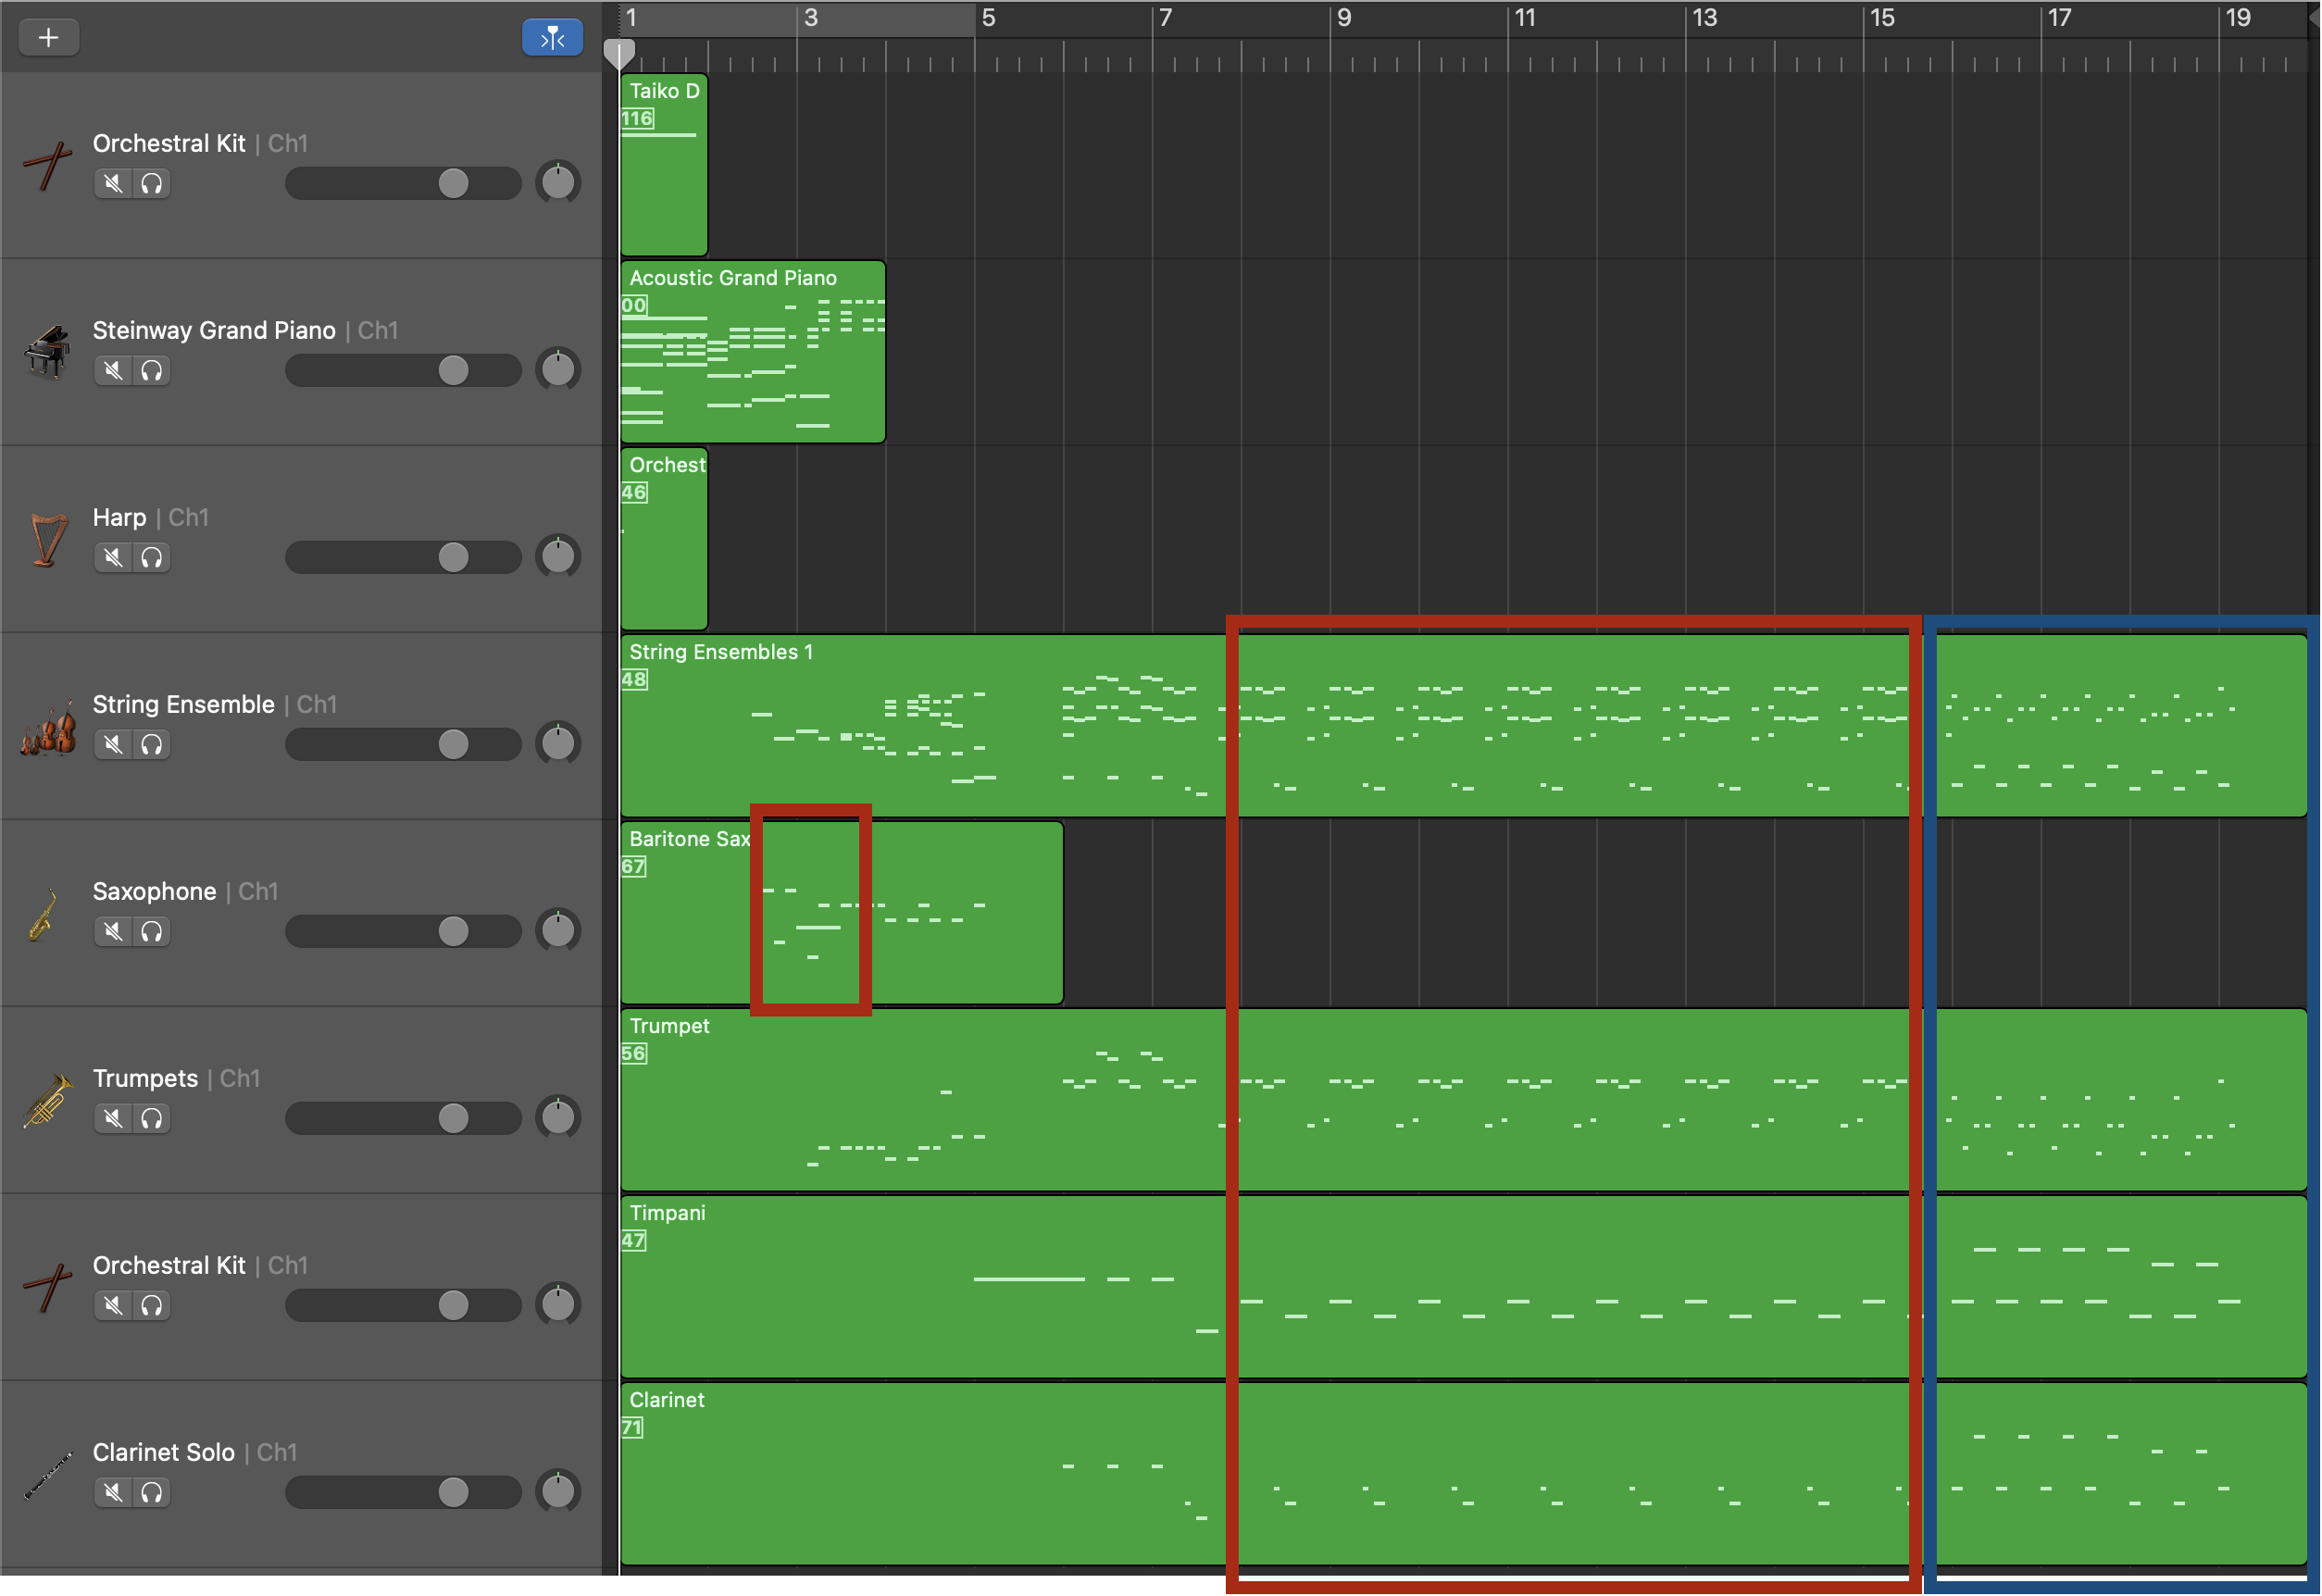 1 3 5 7 9 11 13 15 17 19
Orchestral Kit | Ch1
Taiko D
116
Steinway Grand Piano | Ch1
Acoustic Grand Piano
00
Harp | Ch1
Orchest
46
String Ensemble | Ch1
String Ensembles 1
48
Saxophone | Ch1
Baritone Sax
67
Trumpets | Ch1
Trumpet
56
Orchestral Kit | Ch1
Timpani
47
Clarinet Solo | Ch1
Clarinet
71